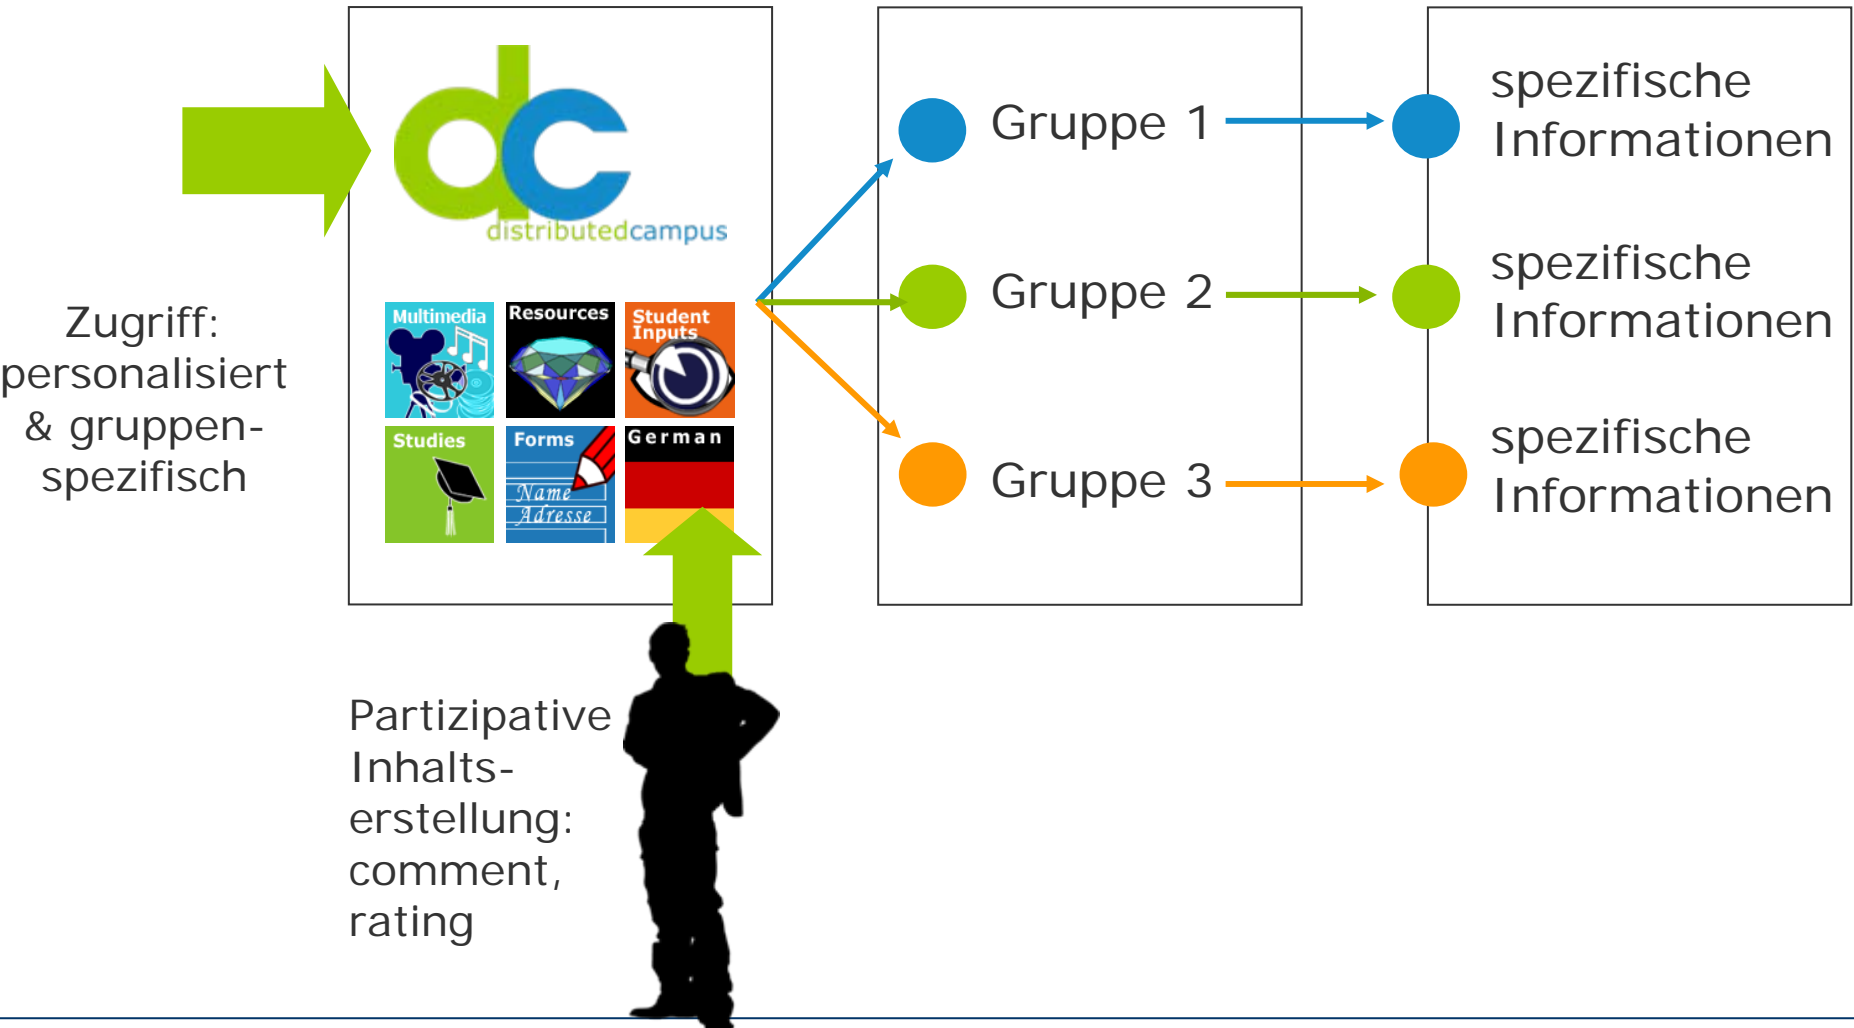 Zugriff:
personalisiert
& gruppen-
spezifisch
dc
distributedcampus
Multimedia
Resources
Student
Inputs
Studies
Forms
Name
Adresse
German
Partizipative
Inhalts-
erstellung:
comment,
rating
Gruppe 1
Gruppe 2
Gruppe 3
spezifische
Informationen
spezifische
Informationen
spezifische
Informationen